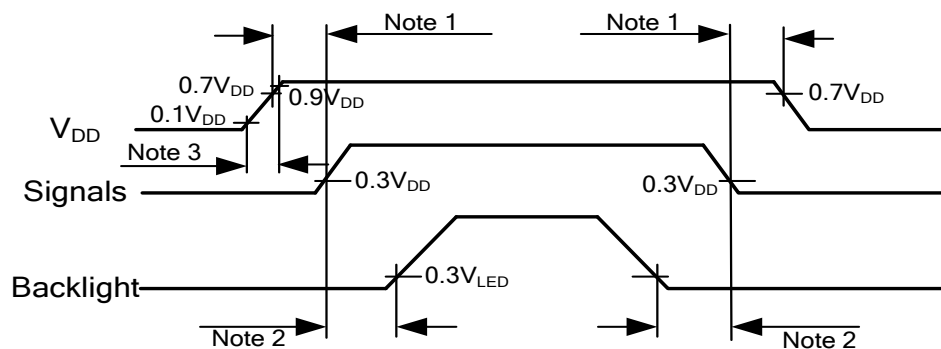 Note 1 Note 1
0.7VDD 0.9VDD 0.7VDD
0.1VDD
VDD
Note 3
Signals 0.3VDD 0.3VDD
Backlight 0.3VLED
Note 2 Note 2